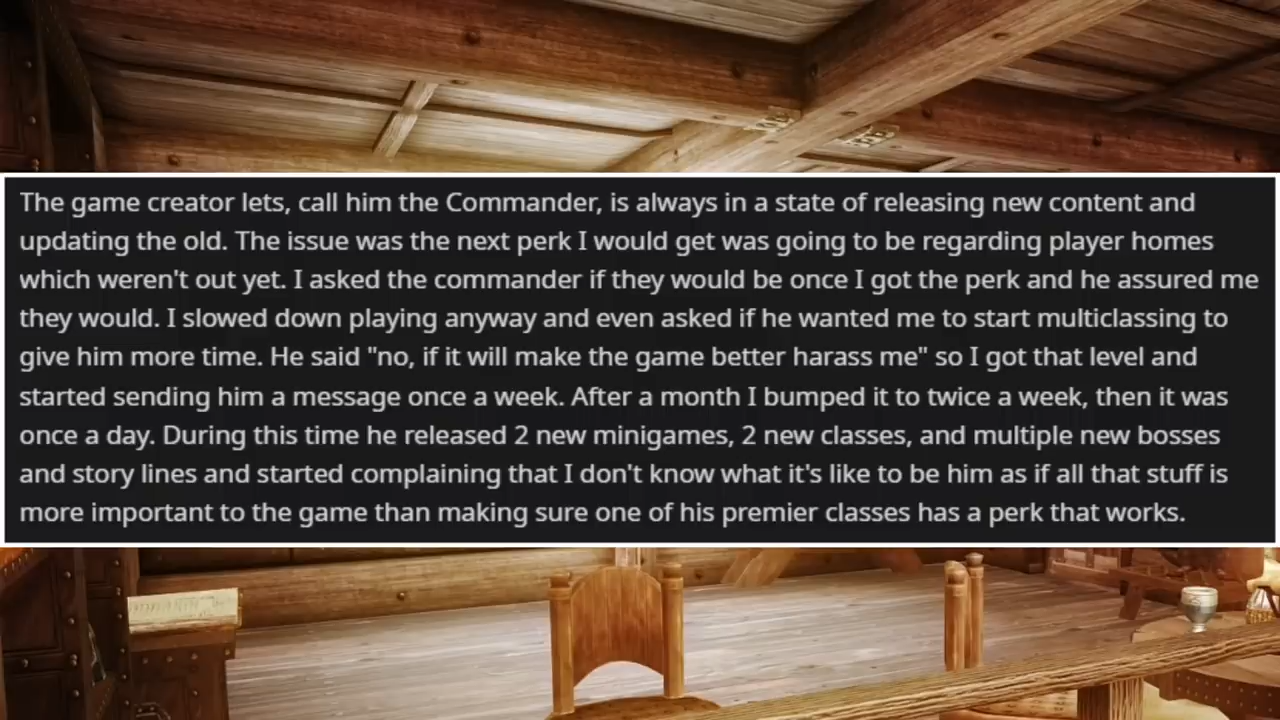 The game creator lets, call him the Commander, is always in a state of releasing new content and
updating the old. The issue was the next perk I would get was going to be regarding player homes
which weren't out yet. I asked the commander if they would be once I got the perk and he assured me
they would. I slowed down playing anyway and even asked if he wanted me to start multiclassing to
give him more time. He said "no, if it will make the game better harass me" so I got that level and
started sending him a message once a week. After a month I bumped it to twice a week, then it was
once a day. During this time he released 2 new minigames, 2 new classes, and multiple new bosses
and story lines and started complaining that I don't know what it's like to be him as if all that stuff is
more important to the game than making sure one of his premier classes has a perk that works.